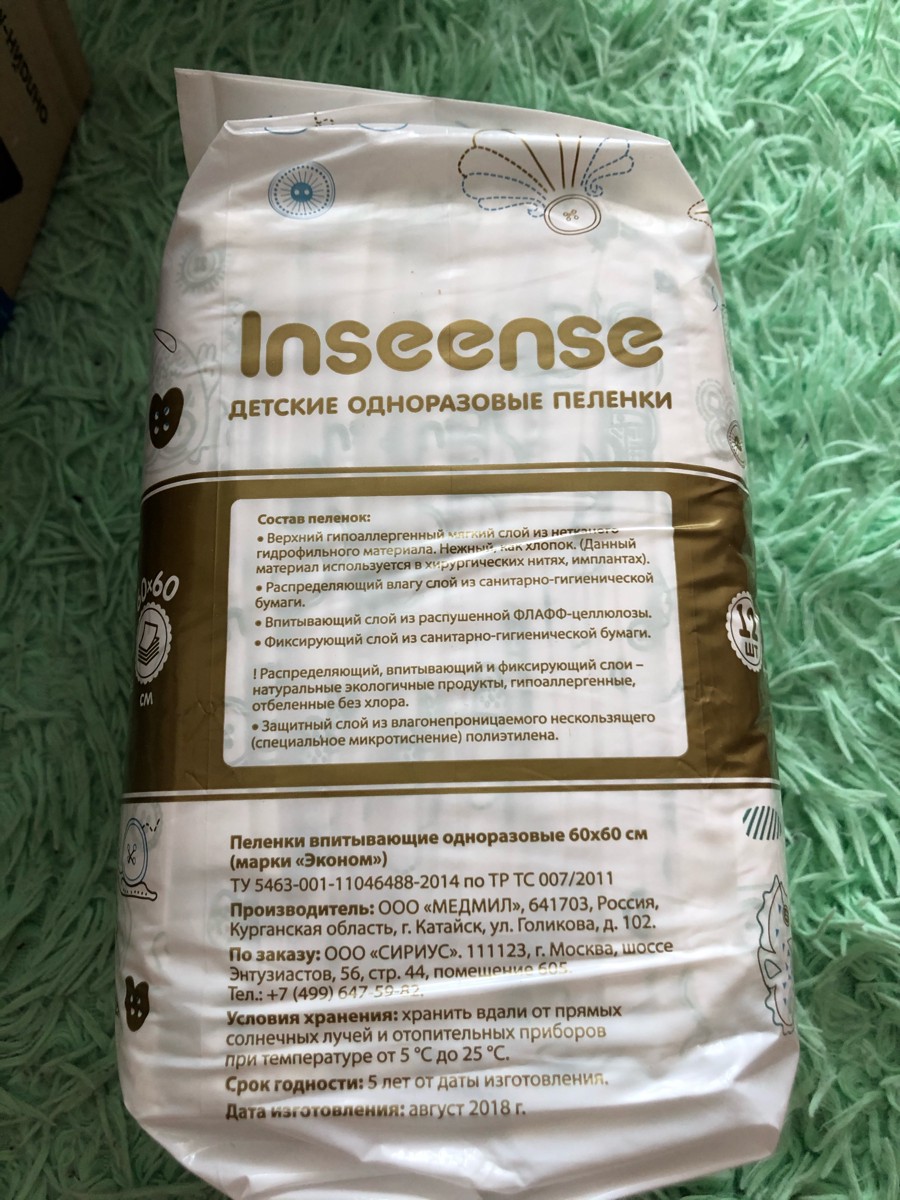 Inseense
ДЕТСКИЕ ОДНОРАЗОВЫЕ ПЕЛЕНКИ
Состав пеленок:
• Верхний гипоаллергенный мягкий слой из нетканого
гидрофильного материала. Нежный, как хлопок. (Данный
материал используется в хирургических нитях, имплантах).
• Распределяющий влагу слой из санитарно-гигиенической
бумаги.
• Впитывающий слой из распушенной ФЛАФФ-целлюлозы.
• Фиксирующий слой из санитарно-гигиенической бумаги.
! Распределяющий, впитывающий и фиксирующий слои –
натуральные экологичные продукты, гипоаллергенные,
отбеленные без хлора.
• Защитный слой из влагонепроницаемого нескользящего
(специальное микротиснение) полиэтилена.
60x60
СМ
12
ШТ
Пеленки впитывающие одноразовые 60x60 см
(марки «Эконом»)
ТУ 5463-001-11046488-2014 по ТР ТС 007/2011
Производитель: ООО «МЕДМИЛ», 641703, Россия,
Курганская область, г. Катайск, ул. Голикова, д. 102.
По заказу: ООО «СИРИУС». 111123, г. Москва, шоссе
Энтузиастов, 56, стр. 44, помещение 605.
Тел.: +7 (499) 647-59-82.
Условия хранения: хранить вдали от прямых
солнечных лучей и отопительных приборов
при температуре от 5 °C до 25 °C.
Срок годности: 5 лет от даты изготовления.
Дата изготовления: август 2018 г.